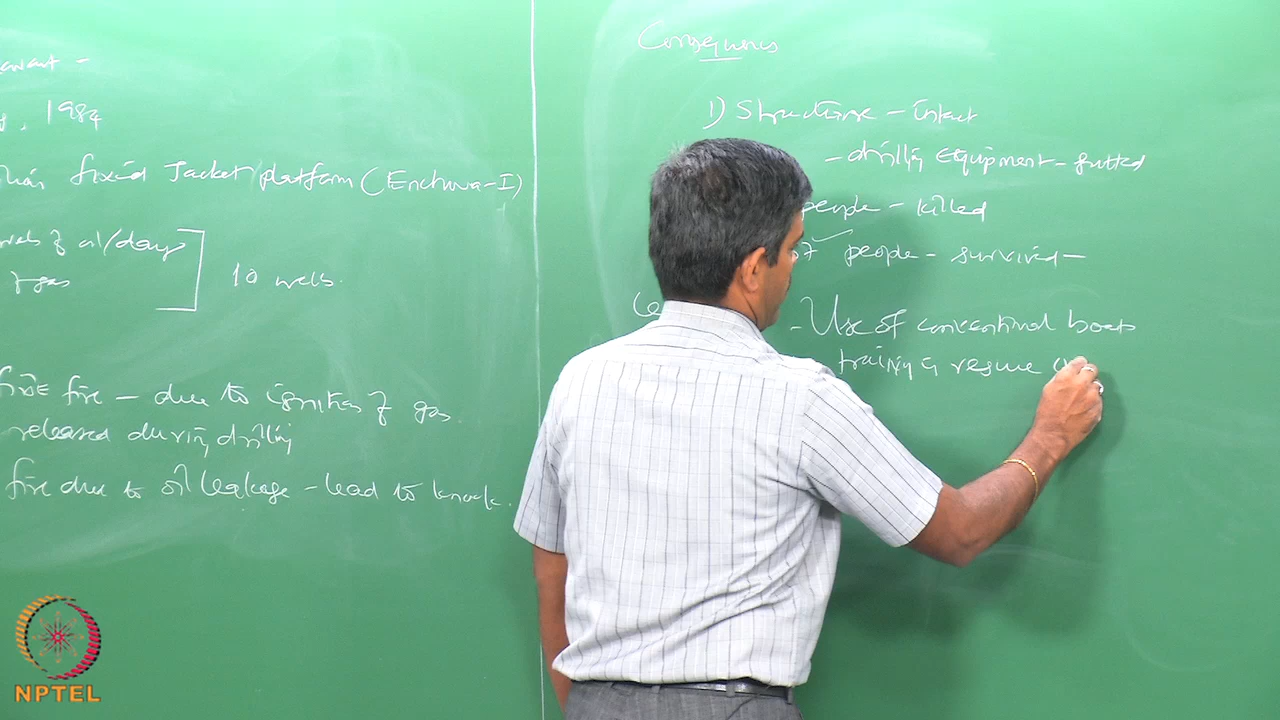 1984
fixed Jacket platform (Enchova-I)
of oil/day
gas
10 wells.
fire - due to ignition of gas
released during drilling
fire due to oil leakage - lead to
Consequences
1) Structure - Intact
- drilling equipment - gutted
people - killed
7 people - survived -
- Use of conventional boats
training in rescue
NPTEL